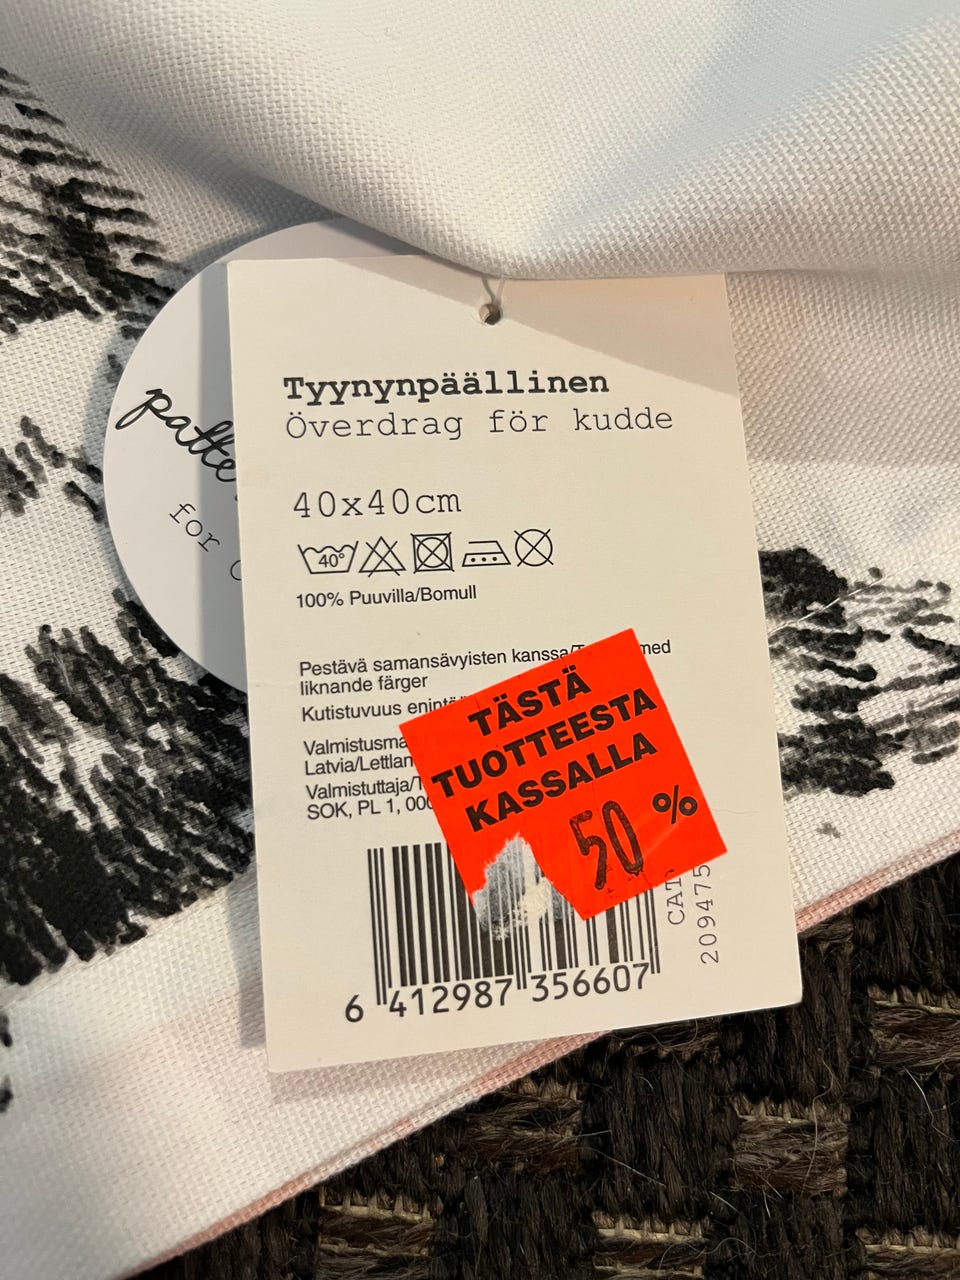 Tyynynpäällinen
Överdrag för kudde
40x40cm
40°
100% Puuvilla/Bomull
Pestävä samansävyisten kanssa/ med
liknande färger
Kutistuvuus
Latvia/
SOK, PL 1,
TÄSTÄ
TUOTTEESTA
KASSALLA
50 %
6 412987 356607
209475
for